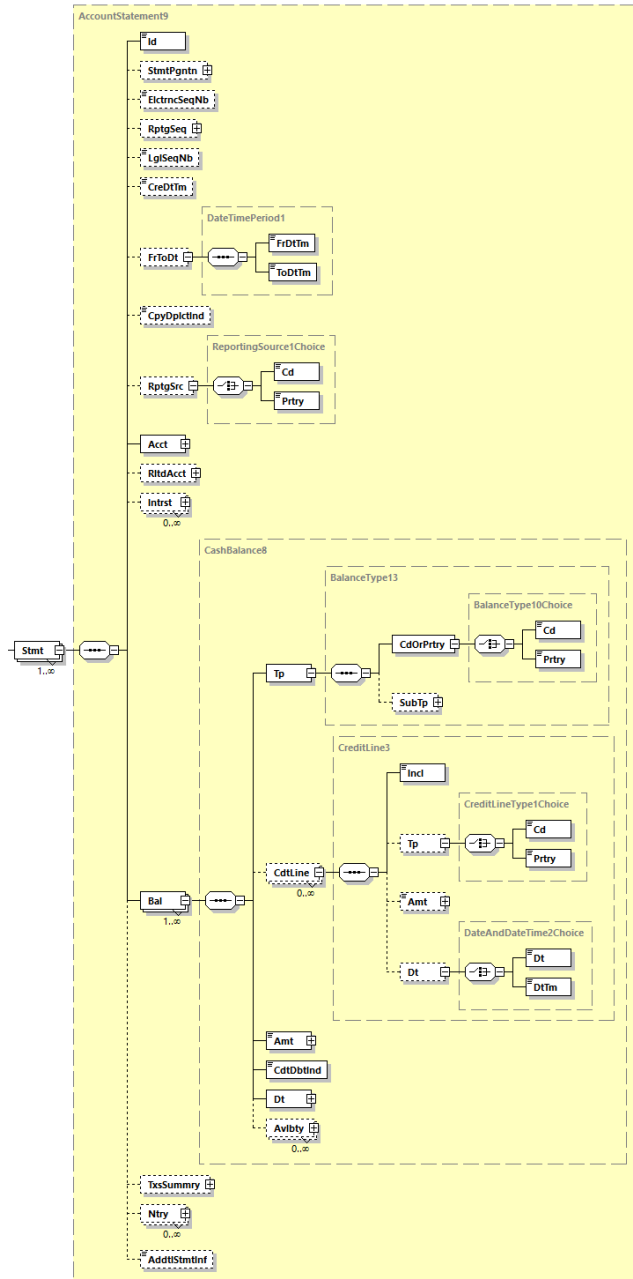 AccountStatement9
Id
StmtPgntn
ElctrncSeqNb
RptgSeq
LglSeqNb
CreDtTm
DateTimePeriod1
FrToDt
FrDtTm
ToDtTm
CpyDplctInd
ReportingSource1Choice
RptgSrc
Cd
Prtry
Acct
RltdAcct
Intrst
0..∞
Stmt
1..∞
CashBalance8
BalanceType13
BalanceType10Choice
Tp
CdOrPrtry
Cd
Prtry
SubTp
CreditLine3
Incl
CreditLineType1Choice
Tp
Cd
Prtry
CdtLine
0..∞
Bal
1..∞
Amt
DateAndDateTime2Choice
Dt
Dt
DtTm
Amt
CdtDbtInd
Dt
Avlbty
0..∞
TxsSummry
Ntry
0..∞
AddtlStmtInf